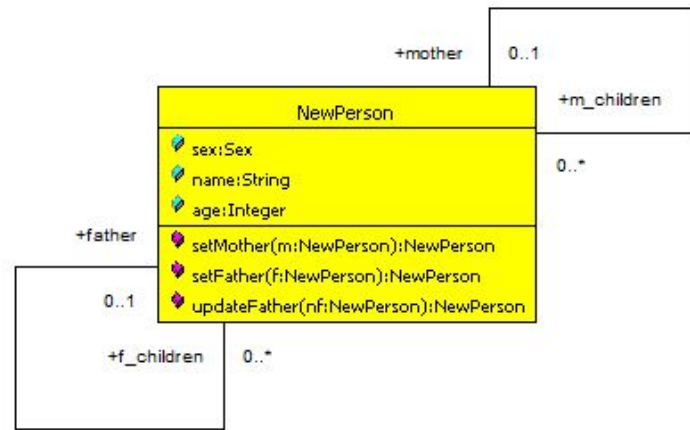 +mother 0..1
NewPerson
+m_children
0..*
sex:Sex
name:String
age:Integer
+father
setMother(m:NewPerson):NewPerson
setFather(f:NewPerson):NewPerson
updateFather(nf:NewPerson):NewPerson
0..1
+f_children 0..*